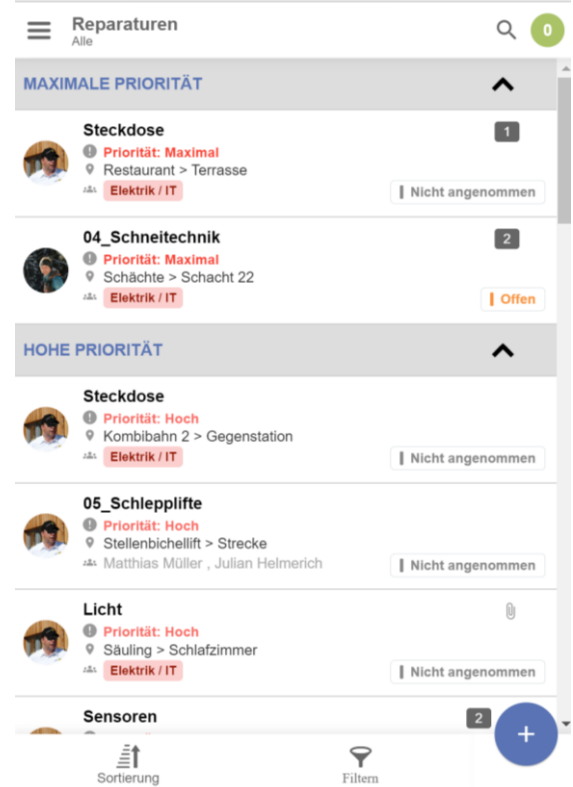 Reparaturen
0
Alle
MAXIMALE PRIORITÄT
Steckdose
1
Priorität: Maximal
Restaurant > Terrasse
Elektrik / IT
Nicht angenommen
04_Schneitechnik
2
Priorität: Maximal
Schächte > Schacht 22
Elektrik / IT
Offen
HOHE PRIORITÄT
Steckdose
Priorität: Hoch
Kombibahn 2 > Gegenstation
Elektrik / IT
Nicht angenommen
05_Schlepplifte
Priorität: Hoch
Stellenbichellift > Strecke
Matthias Müller , Julian Helmerich
Nicht angenommen
Licht
Priorität: Hoch
Säuling > Schlafzimmer
Elektrik / IT
Nicht angenommen
Sensoren
2
+
Sortierung
Filtern